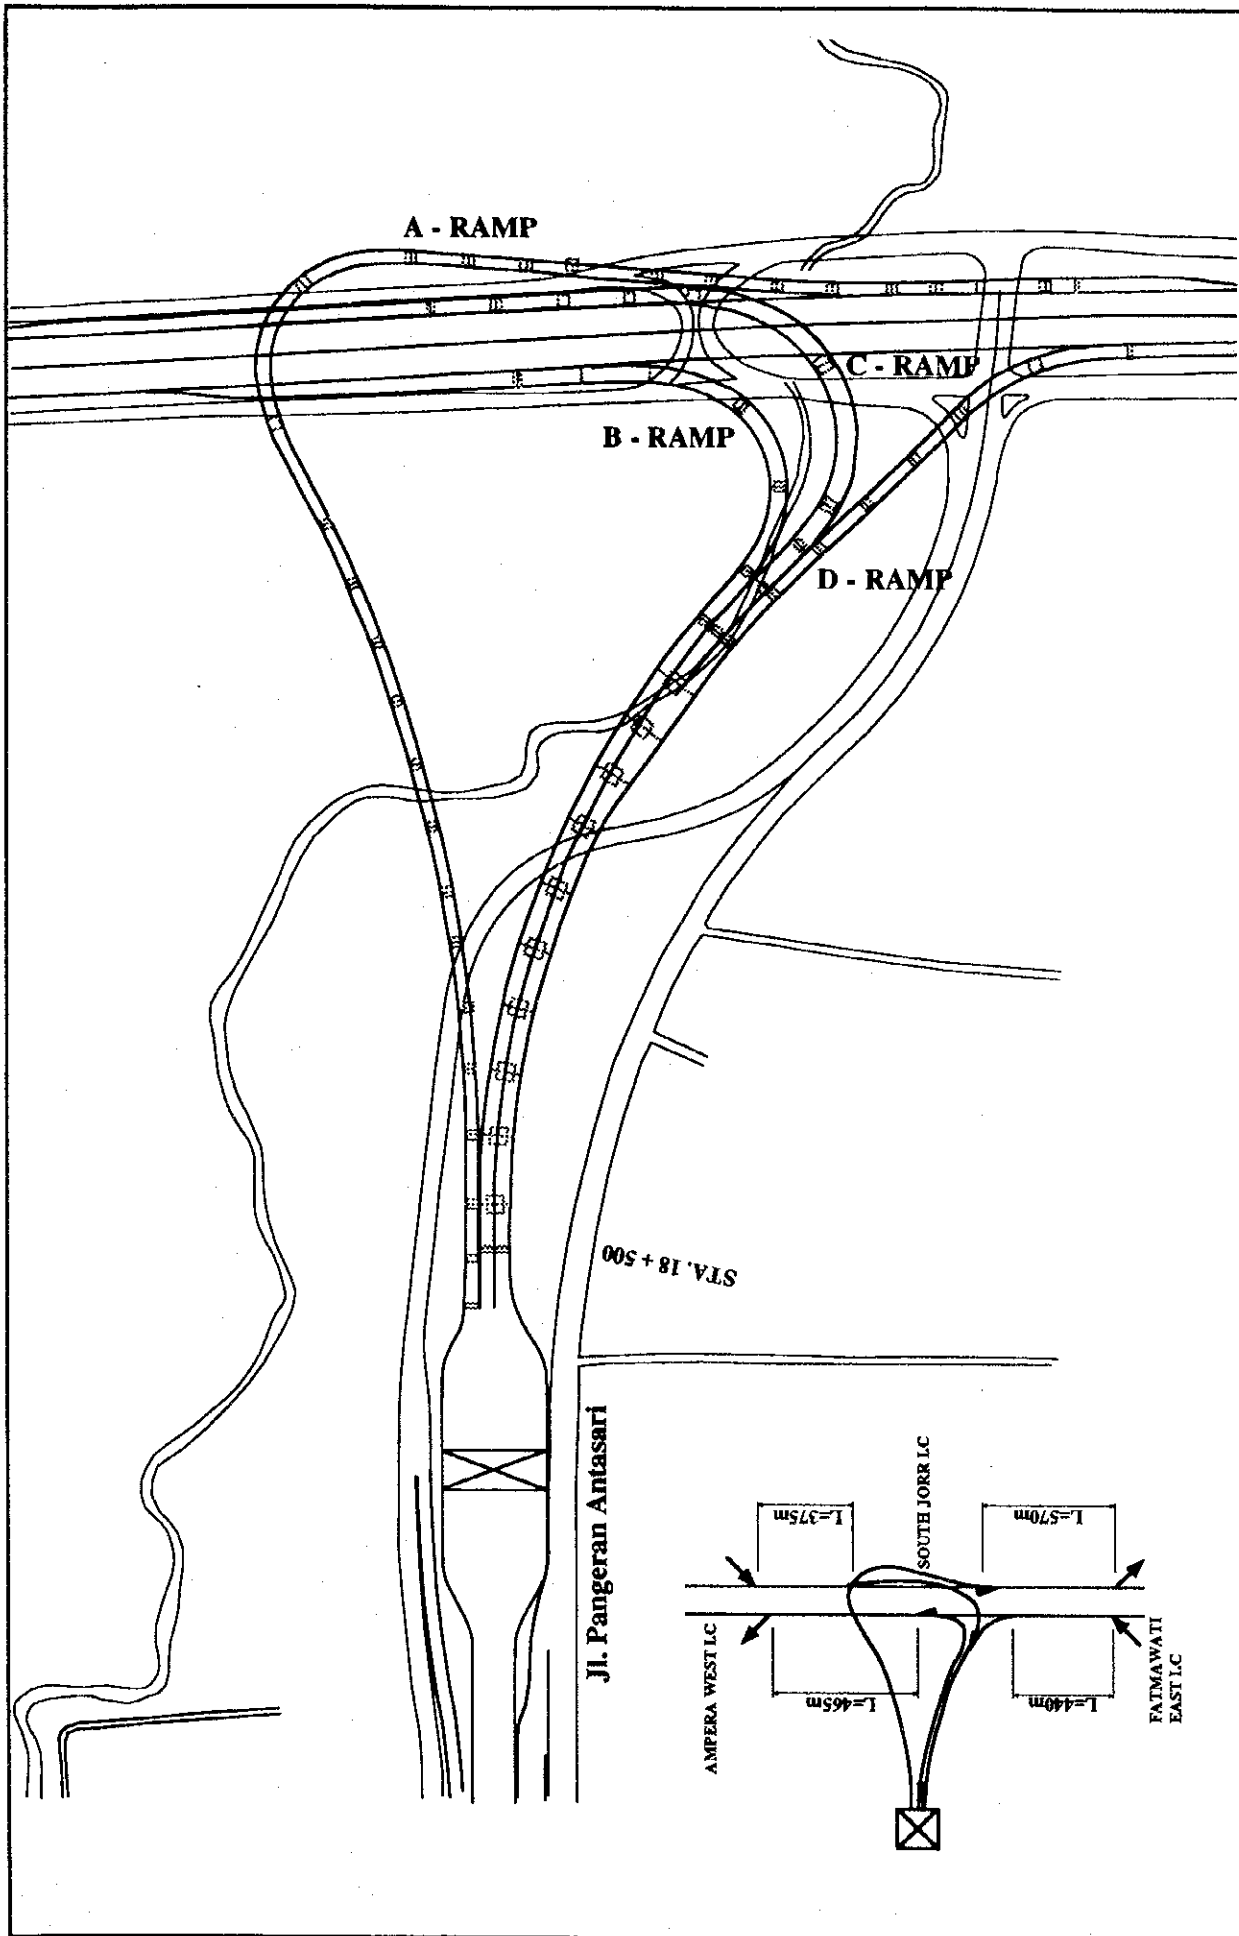 A - RAMP
C - RAMP
B - RAMP
D - RAMP
STA. 18 + 500
Jl. Pangeran Antasari
L=375m
SOUTH JORR I.C
L=570m
AMPERA WEST I.C
L=465m
L=440m
FATMAWATI
EAST I.C